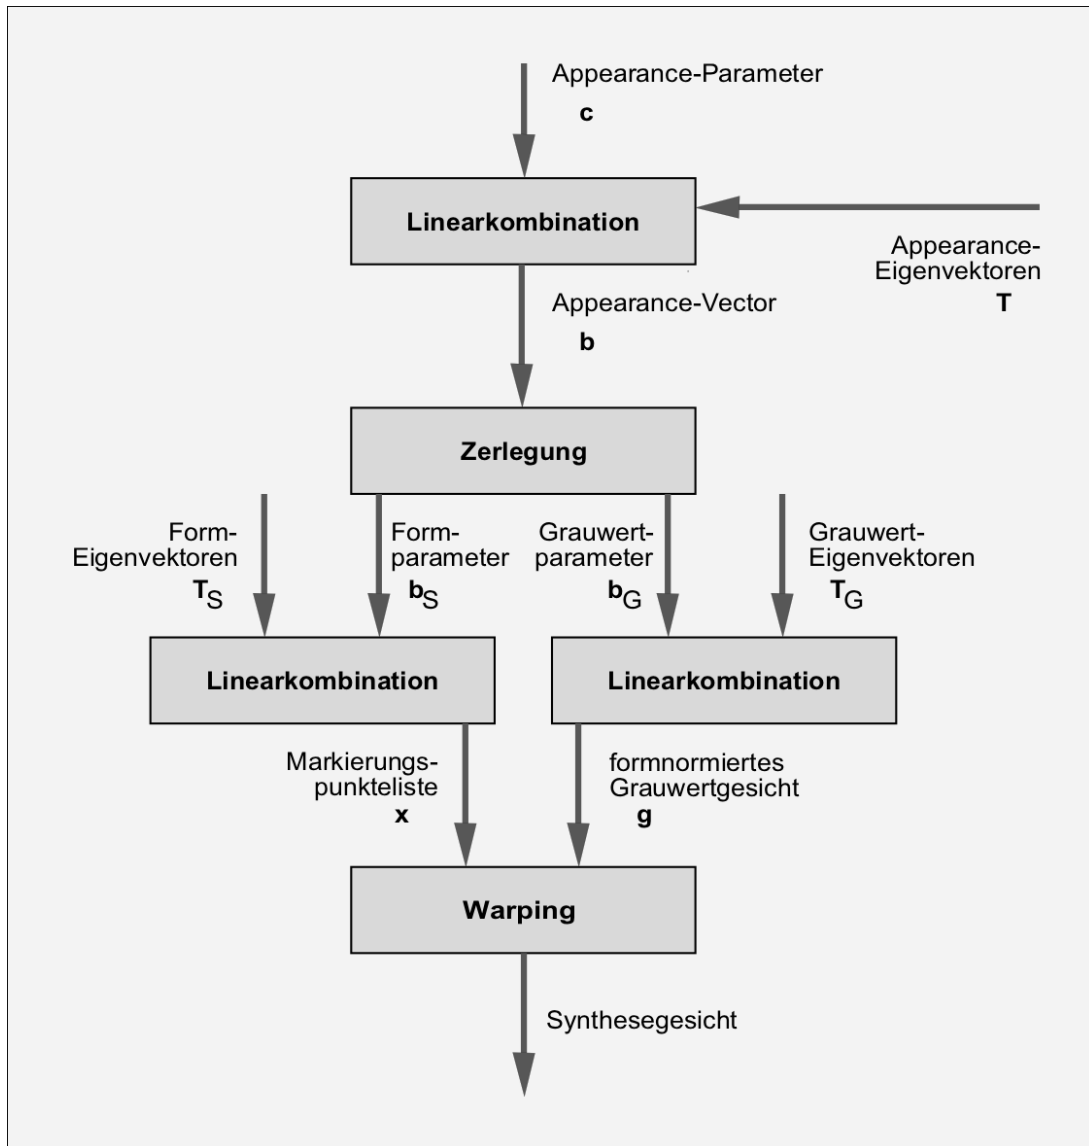 Appearance-Parameter
c
Linearkombination
Appearance-
Eigenvektoren
T
Appearance-Vector
b
Zerlegung
Form-
Eigenvektoren
TS
Form-
parameter
bS
Grauwert-
parameter
bG
Grauwert-
Eigenvektoren
TG
Linearkombination
Linearkombination
Markierungs-
punkteliste
x
formnormiertes
Grauwertgesicht
g
Warping
Synthesegesicht